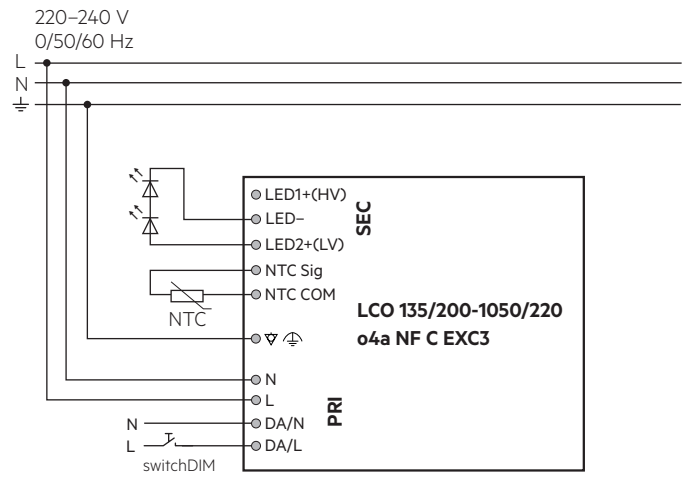 220–240 V
0/50/60 Hz
L
N
LED1+(HV)
LED–
LED2+(LV)
SEC
NTC Sig
NTC COM
NTC
LCO 135/200-1050/220
o4a NF C EXC3
N
L
PRI
N
DA/N
L
DA/L
switchDIM